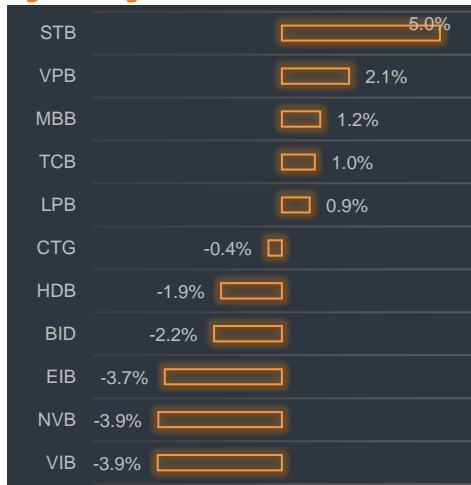 STB 5.0%
VPB 2.1%
MBB 1.2%
TCB 1.0%
LPB 0.9%
CTG -0.4%
HDB -1.9%
BID -2.2%
EIB -3.7%
NVB -3.9%
VIB -3.9%